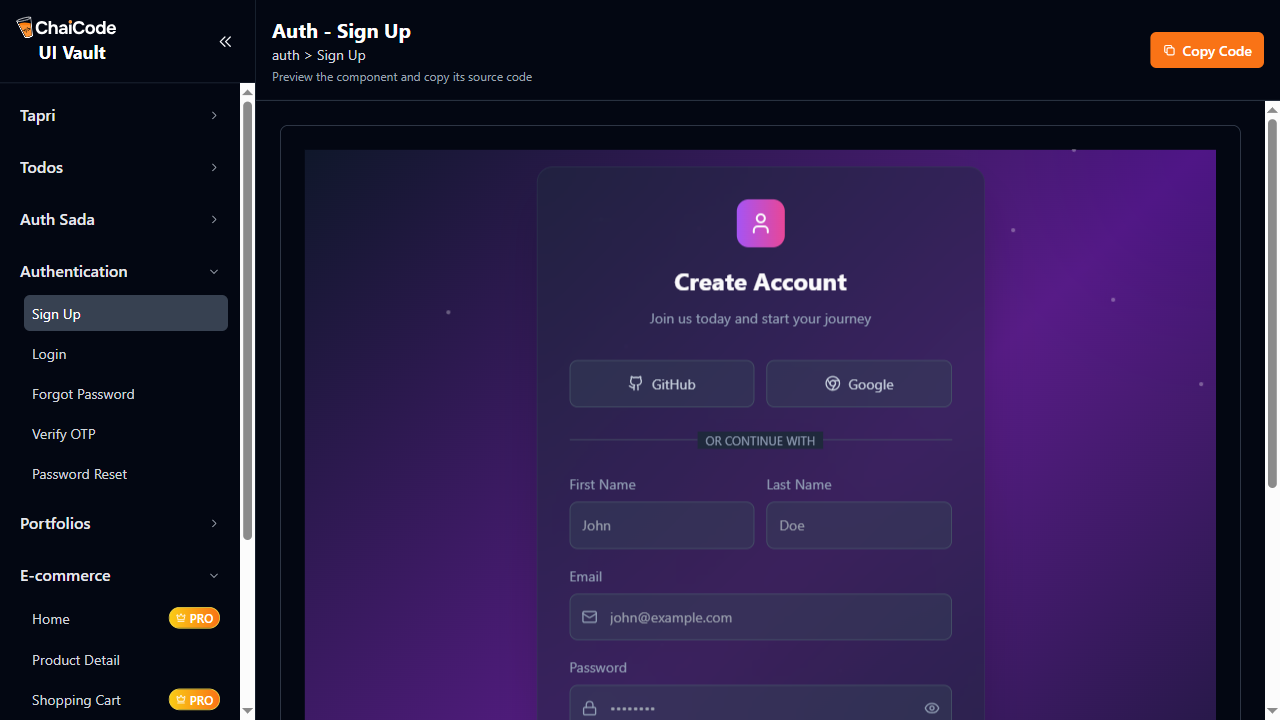 ChaiCode
UI Vault
Tapri
Todos
Auth Sada
Authentication
Sign Up
Login
Forgot Password
Verify OTP
Password Reset
Portfolios
E-commerce
Home
PRO
Product Detail
Shopping Cart
PRO
Auth - Sign Up
auth > Sign Up
Preview the component and copy its source code
Copy Code
Create Account
Join us today and start your journey
GitHub
Google
OR CONTINUE WITH
First Name
Last Name
John
Doe
Email
john@example.com
Password
••••••••